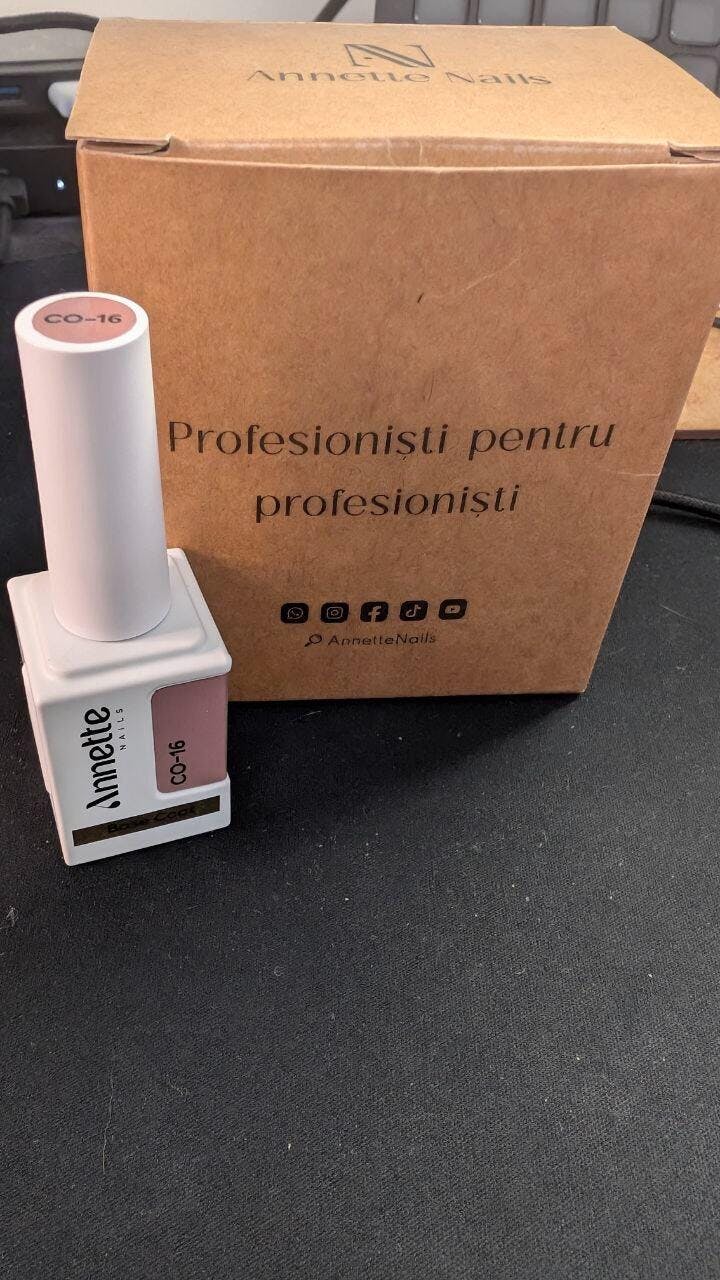 Annette Nails
CO-16
Profesioniști pentru
profesioniști
AnnetteNails
Annette
NAILS
CO-16
Base Coat